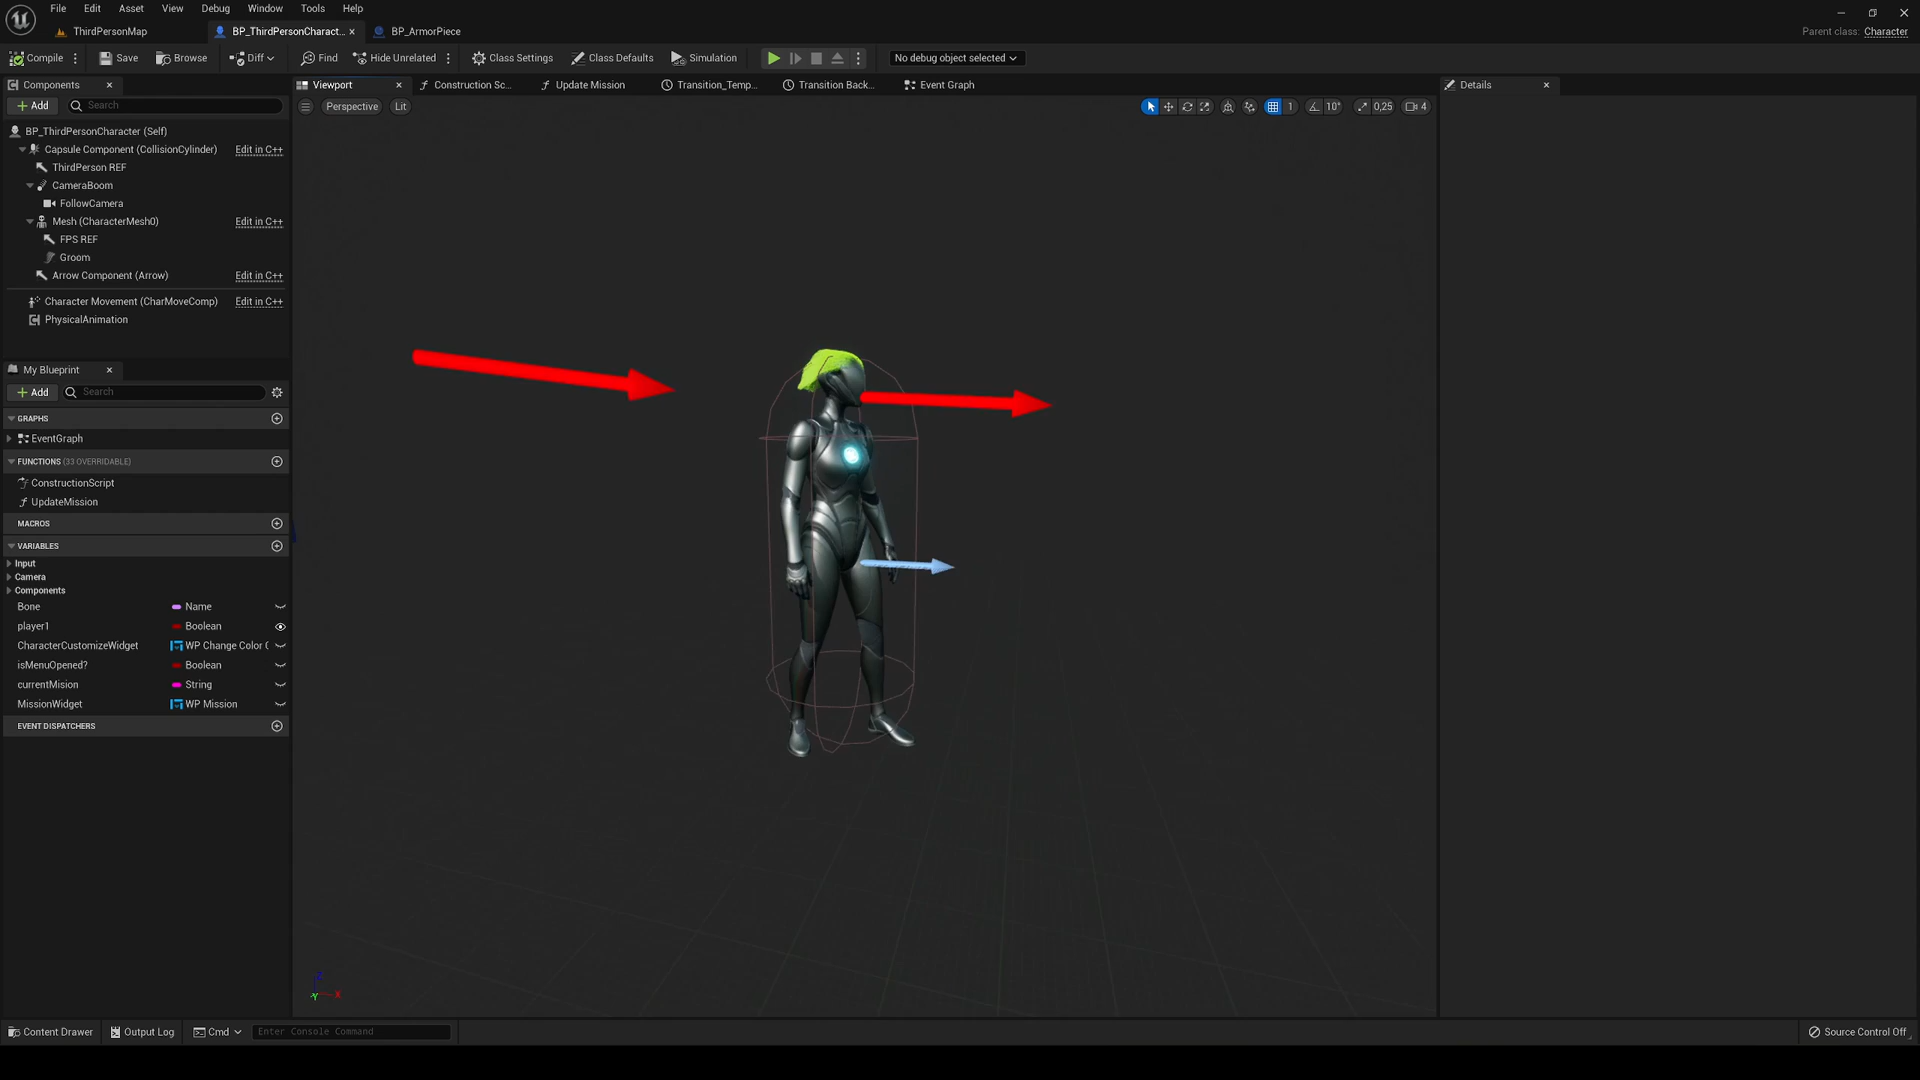 File Edit Asset View Debug Window Tools Help
ThirdPersonMap BP_ThirdPersonCharact... BP_ArmorPiece
Parent class: Character
Compile Save Browse Diff Find Hide Unrelated Class Settings Class Defaults Simulation No debug object selected
Components
Viewport Construction Sc... Update Mission Transition_Temp... Transition Back... Event Graph
Details
Add Search
Perspective Lit
1 10° 0,25 4
BP_ThirdPersonCharacter (Self)
Capsule Component (CollisionCylinder) Edit in C++
ThirdPerson REF
CameraBoom
FollowCamera
Mesh (CharacterMesh0) Edit in C++
FPS REF
Groom
Arrow Component (Arrow) Edit in C++
Character Movement (CharMoveComp) Edit in C++
PhysicalAnimation
My Blueprint
Add Search
GRAPHS
EventGraph
FUNCTIONS (33 OVERRIDABLE)
ConstructionScript
UpdateMission
MACROS
VARIABLES
Input
Camera
Components
Bone Name
player1 Boolean
CharacterCustomizeWidget WP Change Color C
isMenuOpened? Boolean
currentMision String
MissionWidget WP Mission
EVENT DISPATCHERS
Z
Y X
Content Drawer Output Log Cmd Enter Console Command Source Control Off